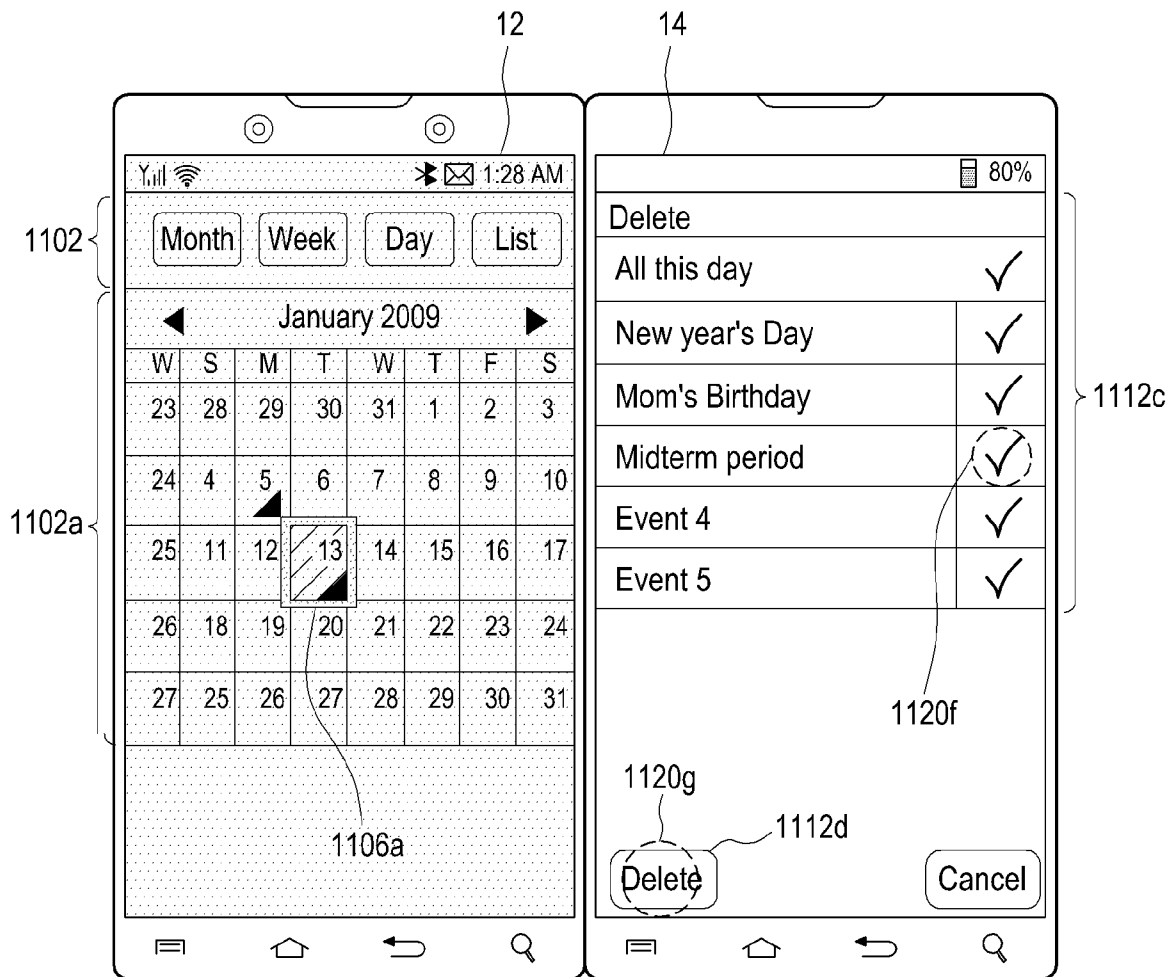 12 14
1:28 AM
80%
1102
Month Week Day List
January 2009
W S M T W T F S
23 28 29 30 31 1 2 3
24 4 5 6 7 8 9 10
25 11 12 13 14 15 16 17
26 18 19 20 21 22 23 24
27 25 26 27 28 29 30 31
1102a
1106a
Delete
All this day
New year's Day
Mom's Birthday
Midterm period
Event 4
Event 5
1112c
1120f
1120g
1112d
Delete Cancel